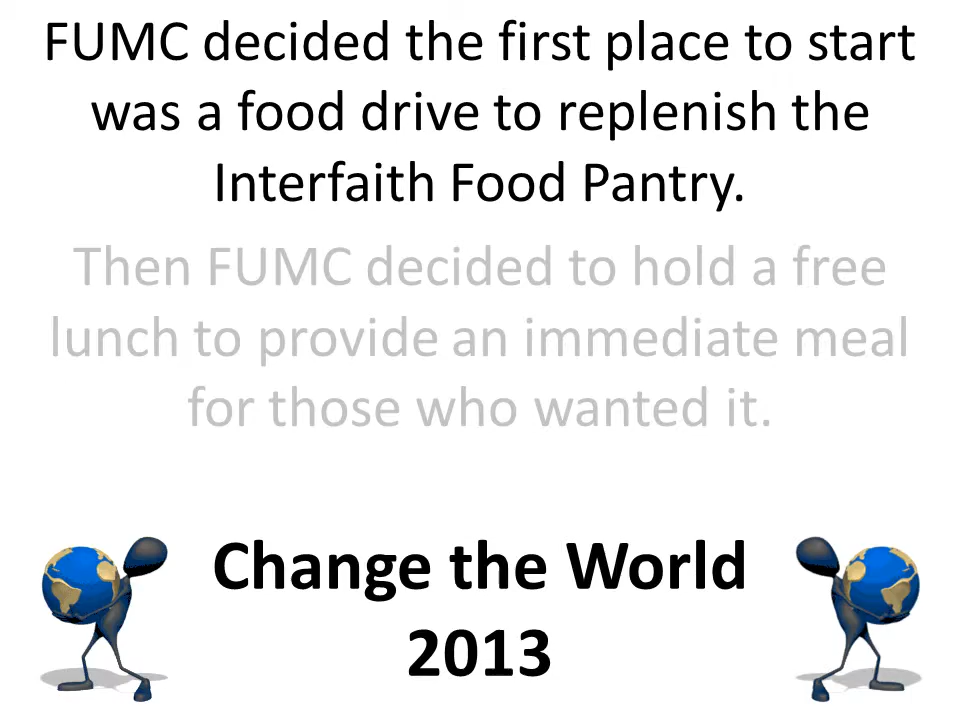 FUMC decided the first place to start
was a food drive to replenish the
Interfaith Food Pantry.
Then FUMC decided to hold a free
lunch to provide an immediate meal
for those who wanted it.
Change the World
2013